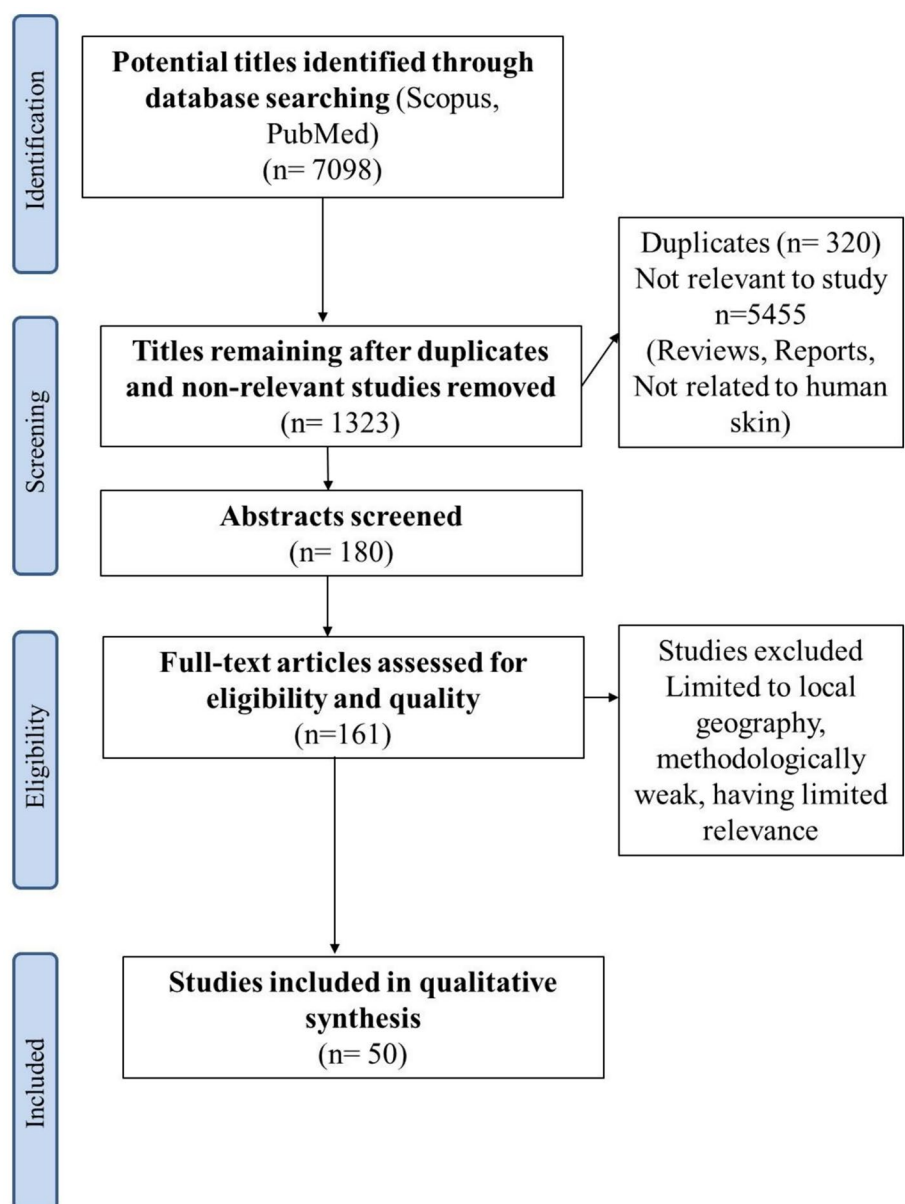 Identification
Potential titles identified through
database searching (Scopus,
PubMed)
(n= 7098)
Duplicates (n= 320)
Not relevant to study
n=5455
(Reviews, Reports,
Not related to human
skin)
Screening
Titles remaining after duplicates
and non-relevant studies removed
(n= 1323)
Abstracts screened
(n= 180)
Eligibility
Full-text articles assessed for
eligibility and quality
(n=161)
Studies excluded
Limited to local
geography,
methodologically
weak, having limited
relevance
Included
Studies included in qualitative
synthesis
(n= 50)